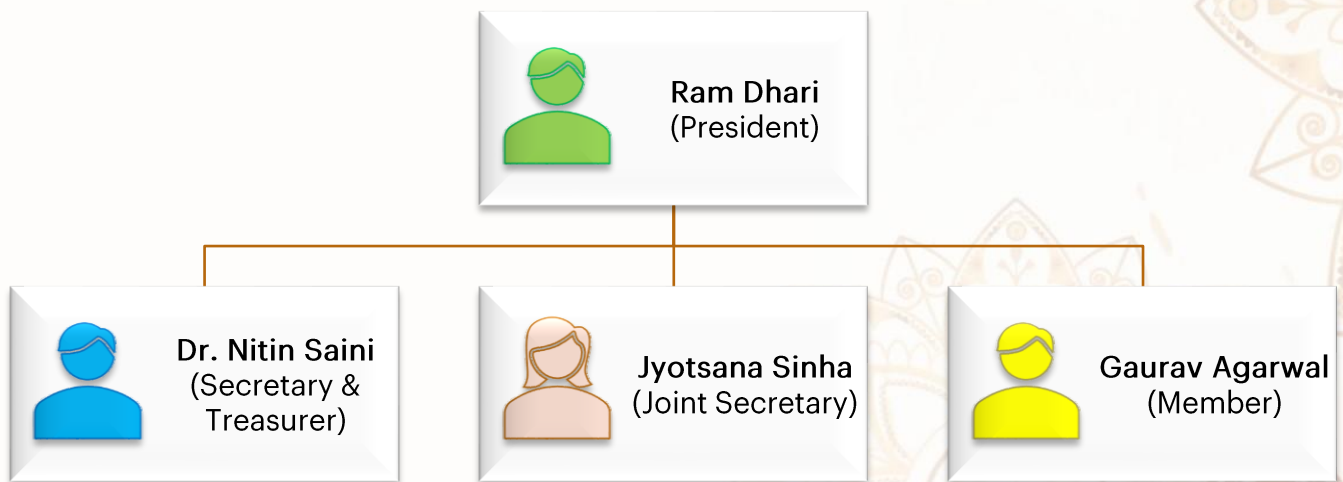 Ram Dhari
(President)
Dr. Nitin Saini
(Secretary &
Treasurer)
Jyotsana Sinha
(Joint Secretary)
Gaurav Agarwal
(Member)